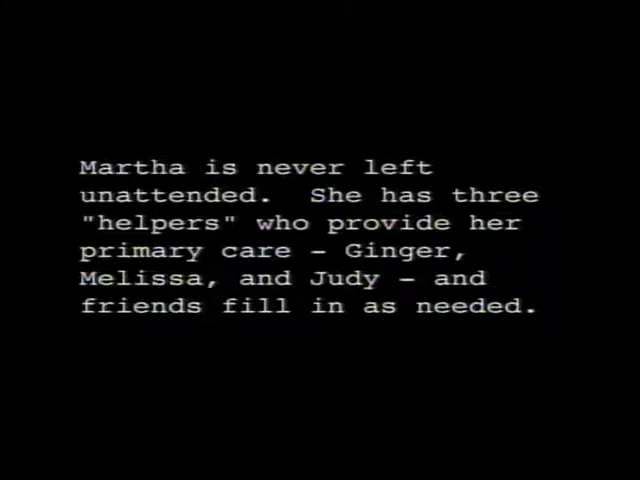 Martha is never left
unattended.  She has three
"helpers" who provide her
primary care – Ginger,
Melissa, and Judy – and
friends fill in as needed.